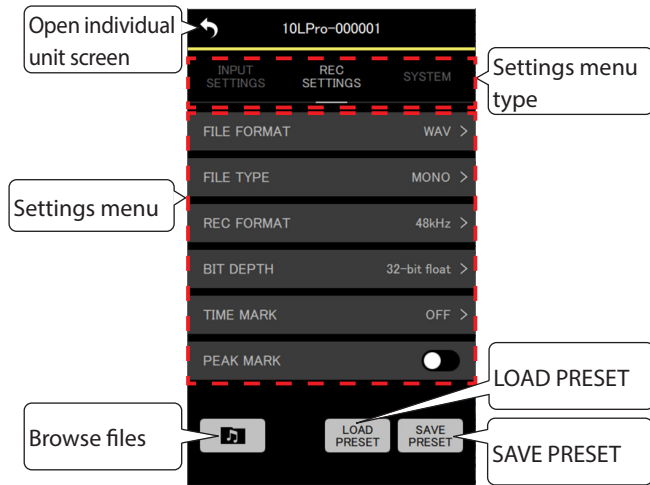 Open individual
unit screen
10LPro-000001
INPUT
SETTINGS
REC
SETTINGS
SYSTEM
Settings menu
type
FILE FORMAT WAV >
FILE TYPE MONO >
Settings menu
REC FORMAT 48kHz >
BIT DEPTH 32-bit float >
TIME MARK OFF >
PEAK MARK
LOAD PRESET
Browse files
LOAD
PRESET
SAVE
PRESET
SAVE PRESET